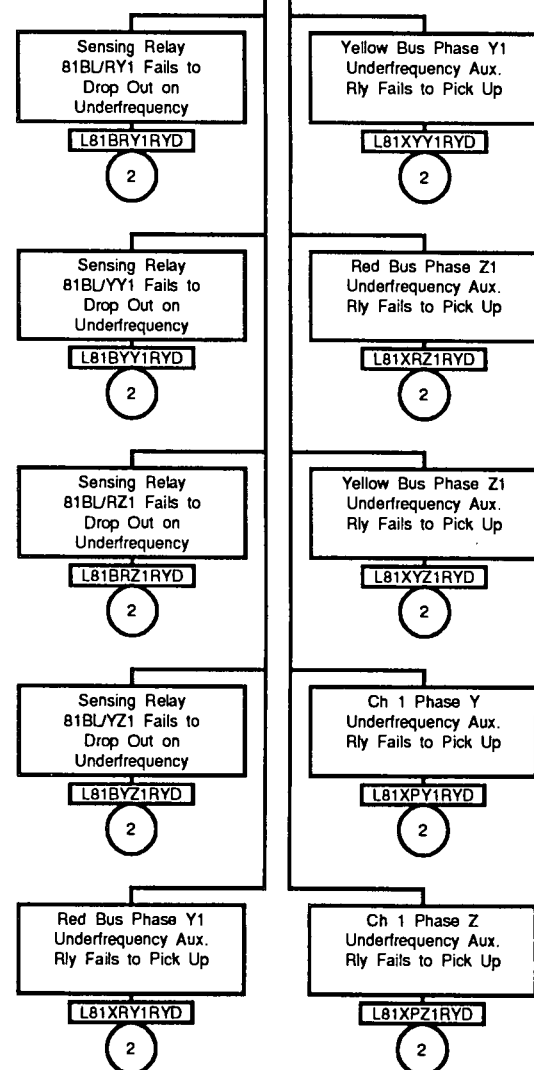 Sensing Relay
81BL/RY1 Fails to
Drop Out on
Underfrequency
L81BRY1RYD
2
Yellow Bus Phase Y1
Underfrequency Aux.
Rly Fails to Pick Up
L81XYY1RYD
2
Sensing Relay
81BL/YY1 Fails to
Drop Out on
Underfrequency
L81BYY1RYD
2
Red Bus Phase Z1
Underfrequency Aux.
Rly Fails to Pick Up
L81XRZ1RYD
2
Sensing Relay
81BL/RZ1 Fails to
Drop Out on
Underfrequency
L81BRZ1RYD
2
Yellow Bus Phase Z1
Underfrequency Aux.
Rly Fails to Pick Up
L81XYZ1RYD
2
Sensing Relay
81BL/YZ1 Fails to
Drop Out on
Underfrequency
L81BYZ1RYD
2
Ch 1 Phase Y
Underfrequency Aux.
Rly Fails to Pick Up
L81XPY1RYD
2
Red Bus Phase Y1
Underfrequency Aux.
Rly Fails to Pick Up
L81XRY1RYD
2
Ch 1 Phase Z
Underfrequency Aux.
Rly Fails to Pick Up
L81XPZ1RYD
2